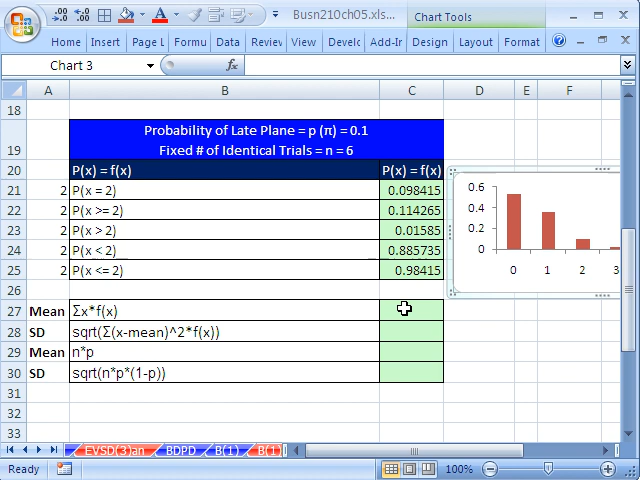 Busn210ch05.xls... Chart Tools
Home Insert Page L Formu Data Revie Develo Add-Ir Design Layout Format
Chart 3 fx
A B C D E F
18
19 Probability of Late Plane = p (π) = 0.1
Fixed # of Identical Trials = n = 6
20 P(x) = f(x) P(x) = f(x)
21 2 P(x = 2) 0.098415
22 2 P(x >= 2) 0.114265
23 2 P(x > 2) 0.01585
24 2 P(x < 2) 0.885735
25 2 P(x <= 2) 0.98415
0.6
0.4
0.2
0
0 1 2 3
26
27 Mean Σx*f(x)
28 SD sqrt(Σ(x-mean)^2*f(x))
29 Mean n*p
30 SD sqrt(n*p*(1-p))
31
32
33
EVSD(3)an BDPD B(1) B(1)
Ready 100%